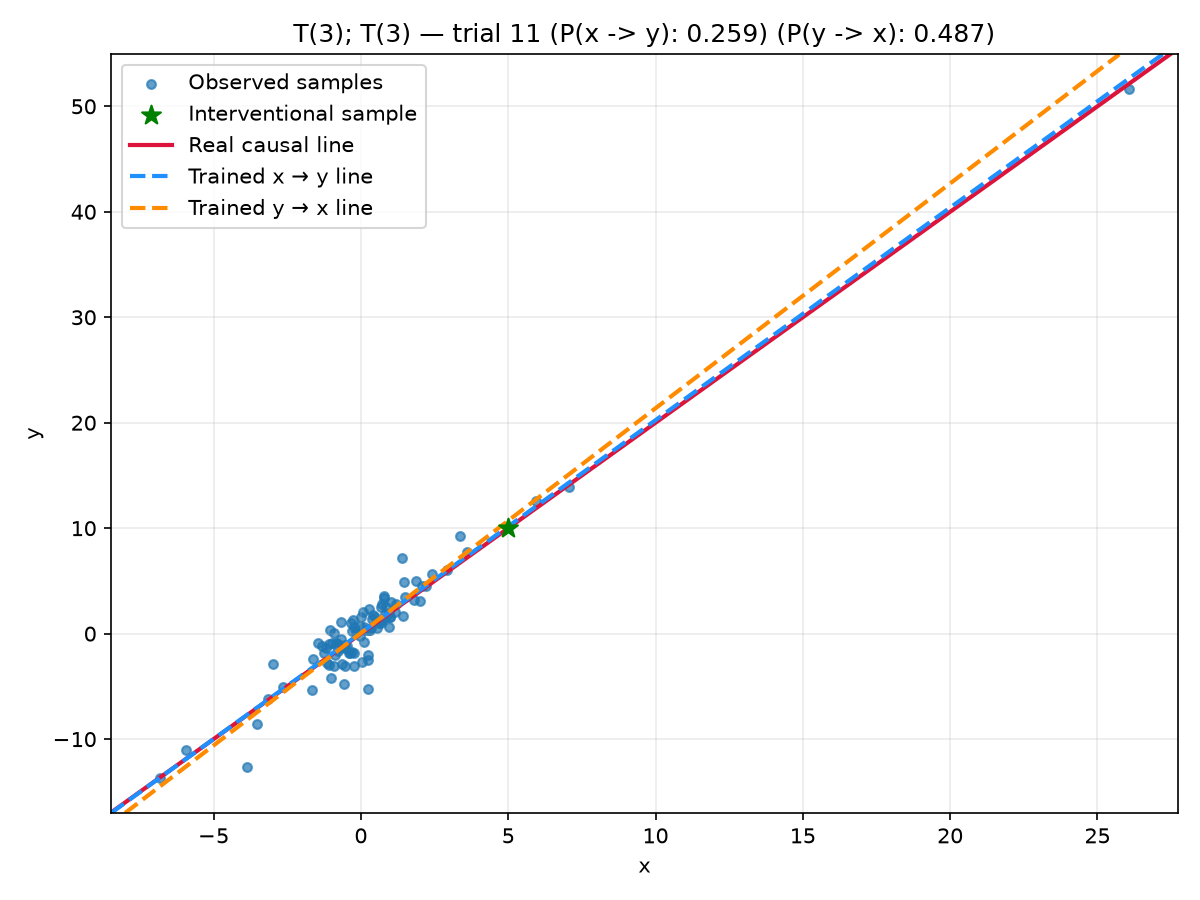 T(3); T(3) — trial 11 (P(x -> y): 0.259) (P(y -> x): 0.487)
Observed samples
Interventional sample
Real causal line
Trained x → y line
Trained y → x line
50
40
30
20
10
0
−10
y
−5
0
5
10
15
20
25
x